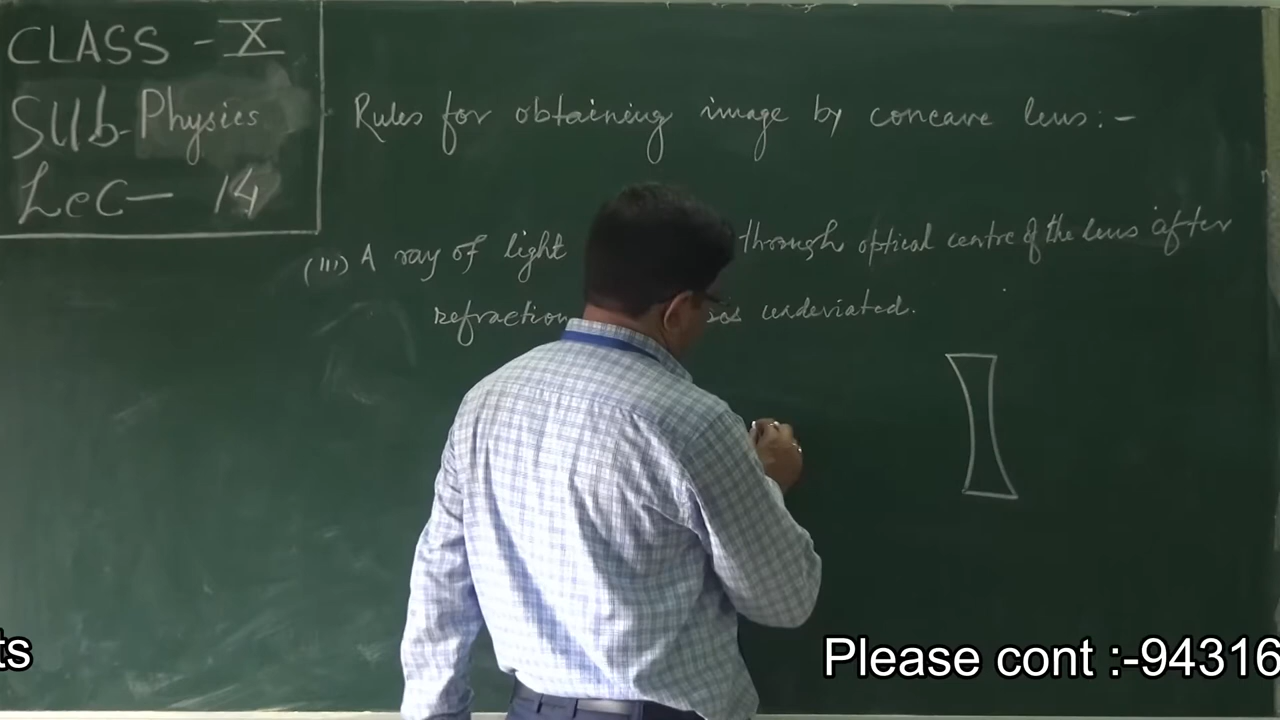 CLASS - X
Sub. Physics
Lec - 14
Rules for obtaining image by concave lens:-
(III) A ray of light through optical centre of the lens after
refraction undeviated.
ts
Please cont :-94316